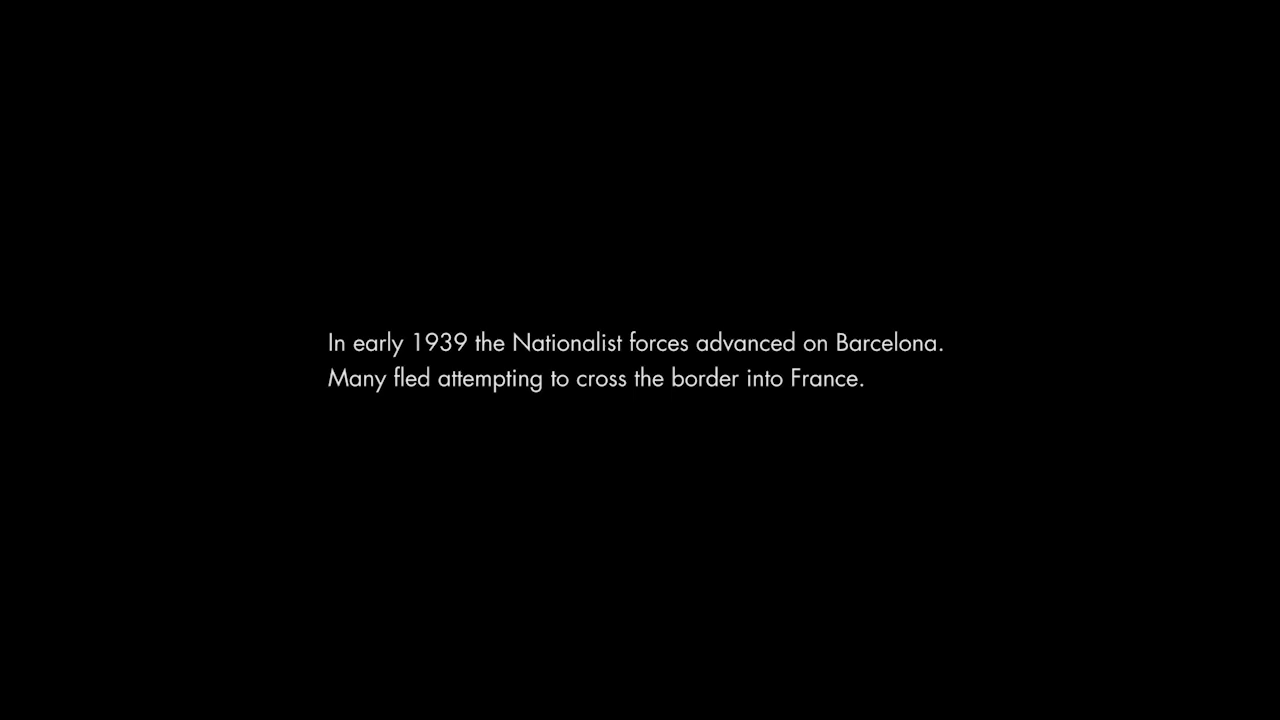 In early 1939 the Nationalist forces advanced on Barcelona.
Many fled attempting to cross the border into France.